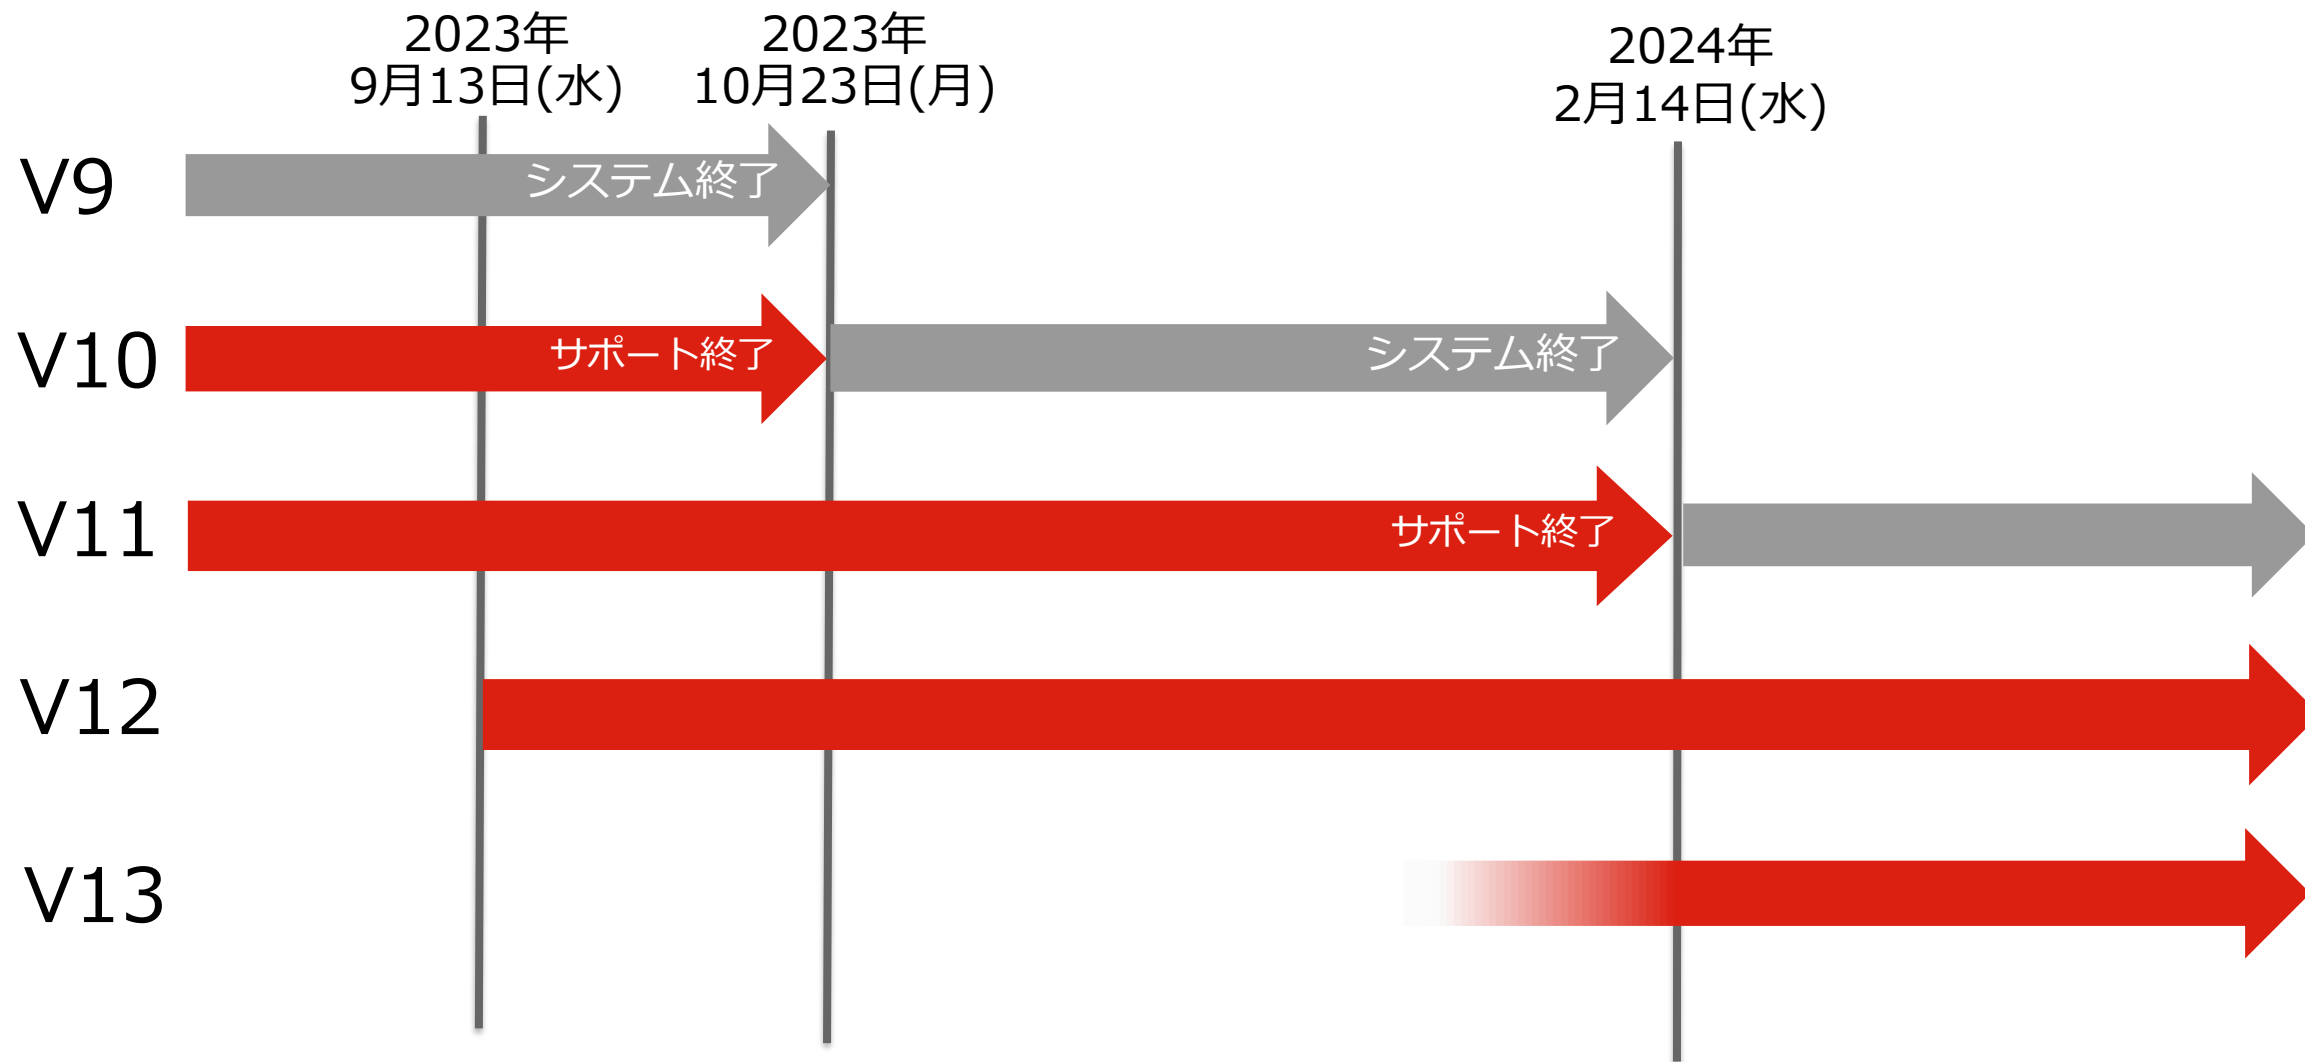 2023年
9月13日(水)
2023年
10月23日(月)
2024年
2月14日(水)
V9
システム終了
V10
サポート終了
システム終了
V11
サポート終了
V12
V13